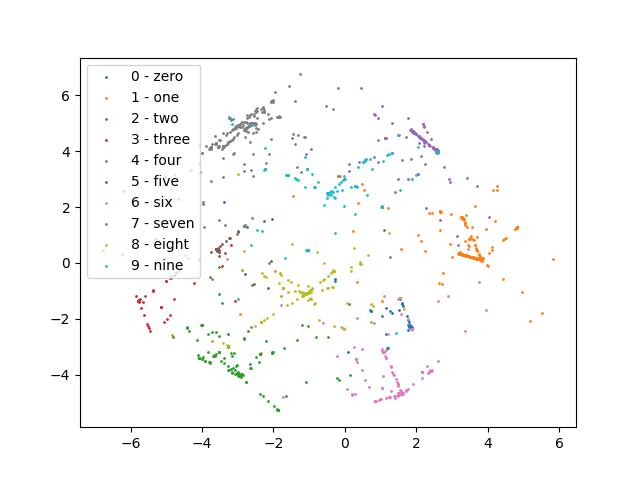 0 - zero
1 - one
2 - two
3 - three
4 - four
5 - five
6 - six
7 - seven
8 - eight
9 - nine
6
4
2
0
−2
−4
−6 −4 −2 0 2 4 6